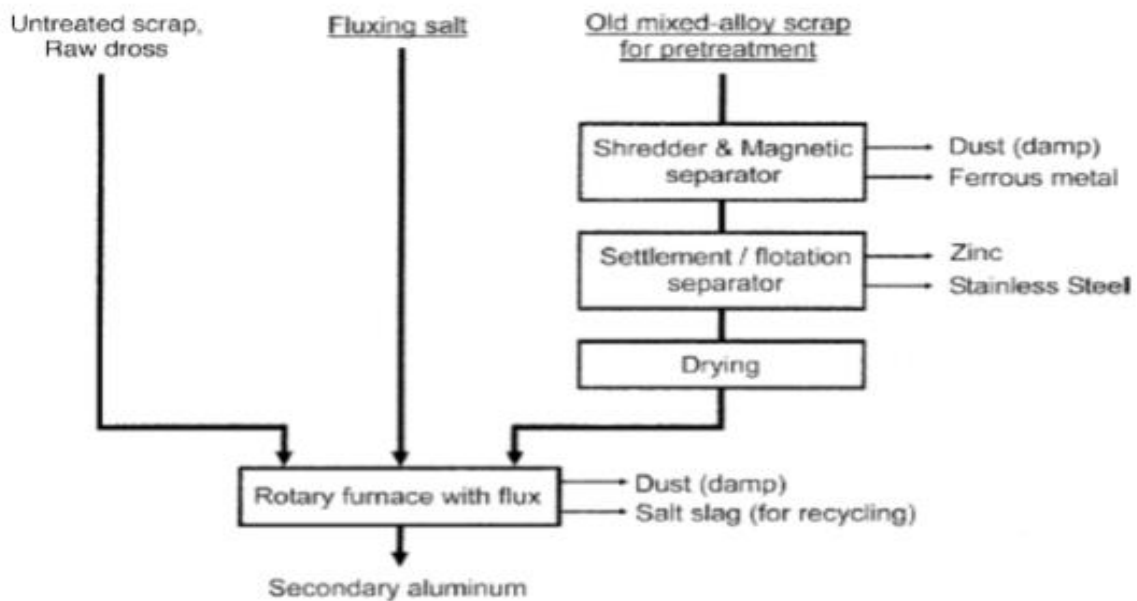 Untreated scrap,
Raw dross
Fluxing salt
Old mixed-alloy scrap
for pretreatment
Shredder & Magnetic
separator
Dust (damp)
Ferrous metal
Settlement / flotation
separator
Zinc
Stainless Steel
Drying
Rotary furnace with flux
Dust (damp)
Salt slag (for recycling)
Secondary aluminum